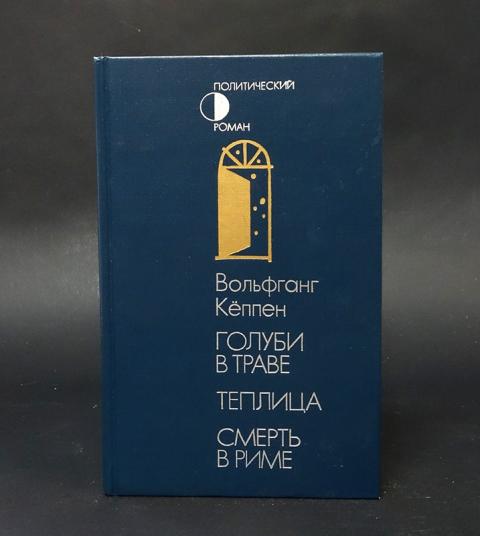 ПОЛИТИЧЕСКИЙ
РОМАН
Вольфганг
Кёппен
ГОЛУБИ
В ТРАВЕ
ТЕПЛИЦА
СМЕРТЬ
В РИМЕ